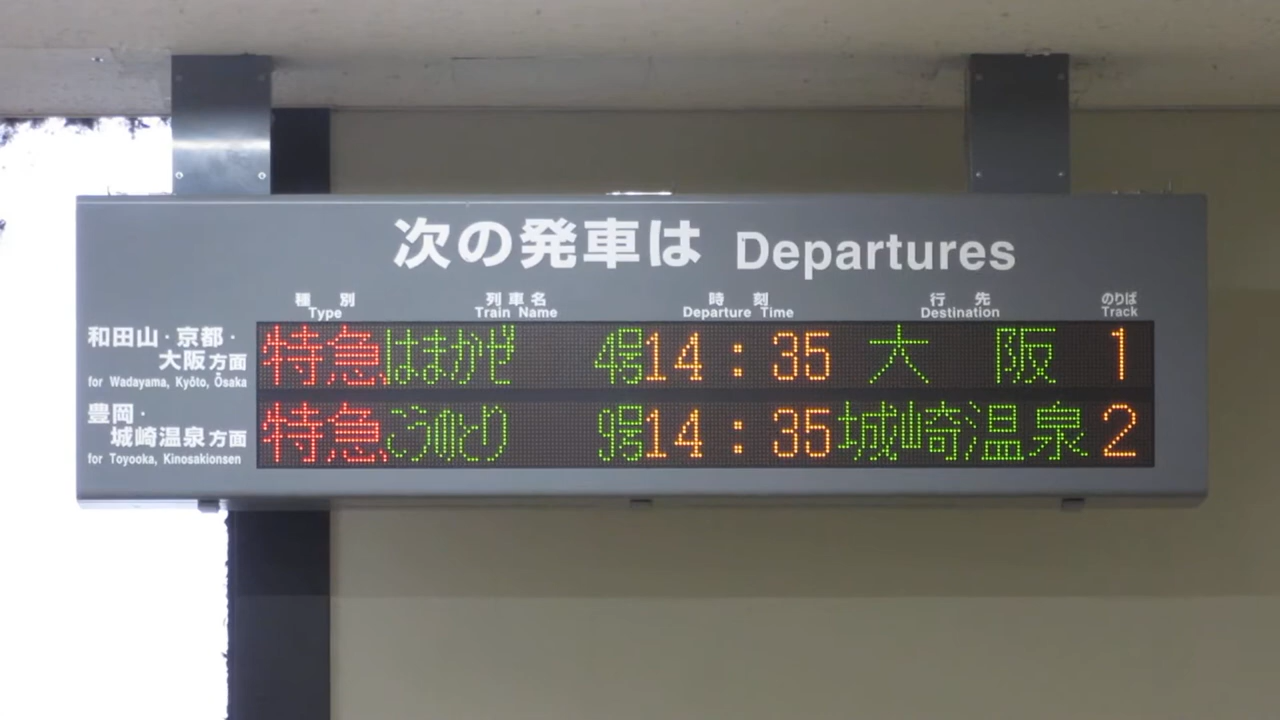 次の発車は Departures
種別 列車名 時刻 行先 のりば
Type Train Name Departure Time Destination Track
和田山・京都・
大阪方面
for Wadayama, Kyōto, Ōsaka
特急 はまかぜ 4号 14:35 大阪 1
豊岡・
城崎温泉方面
for Toyooka, Kinosakionsen
特急 こうのとり 9号 14:35 城崎温泉 2